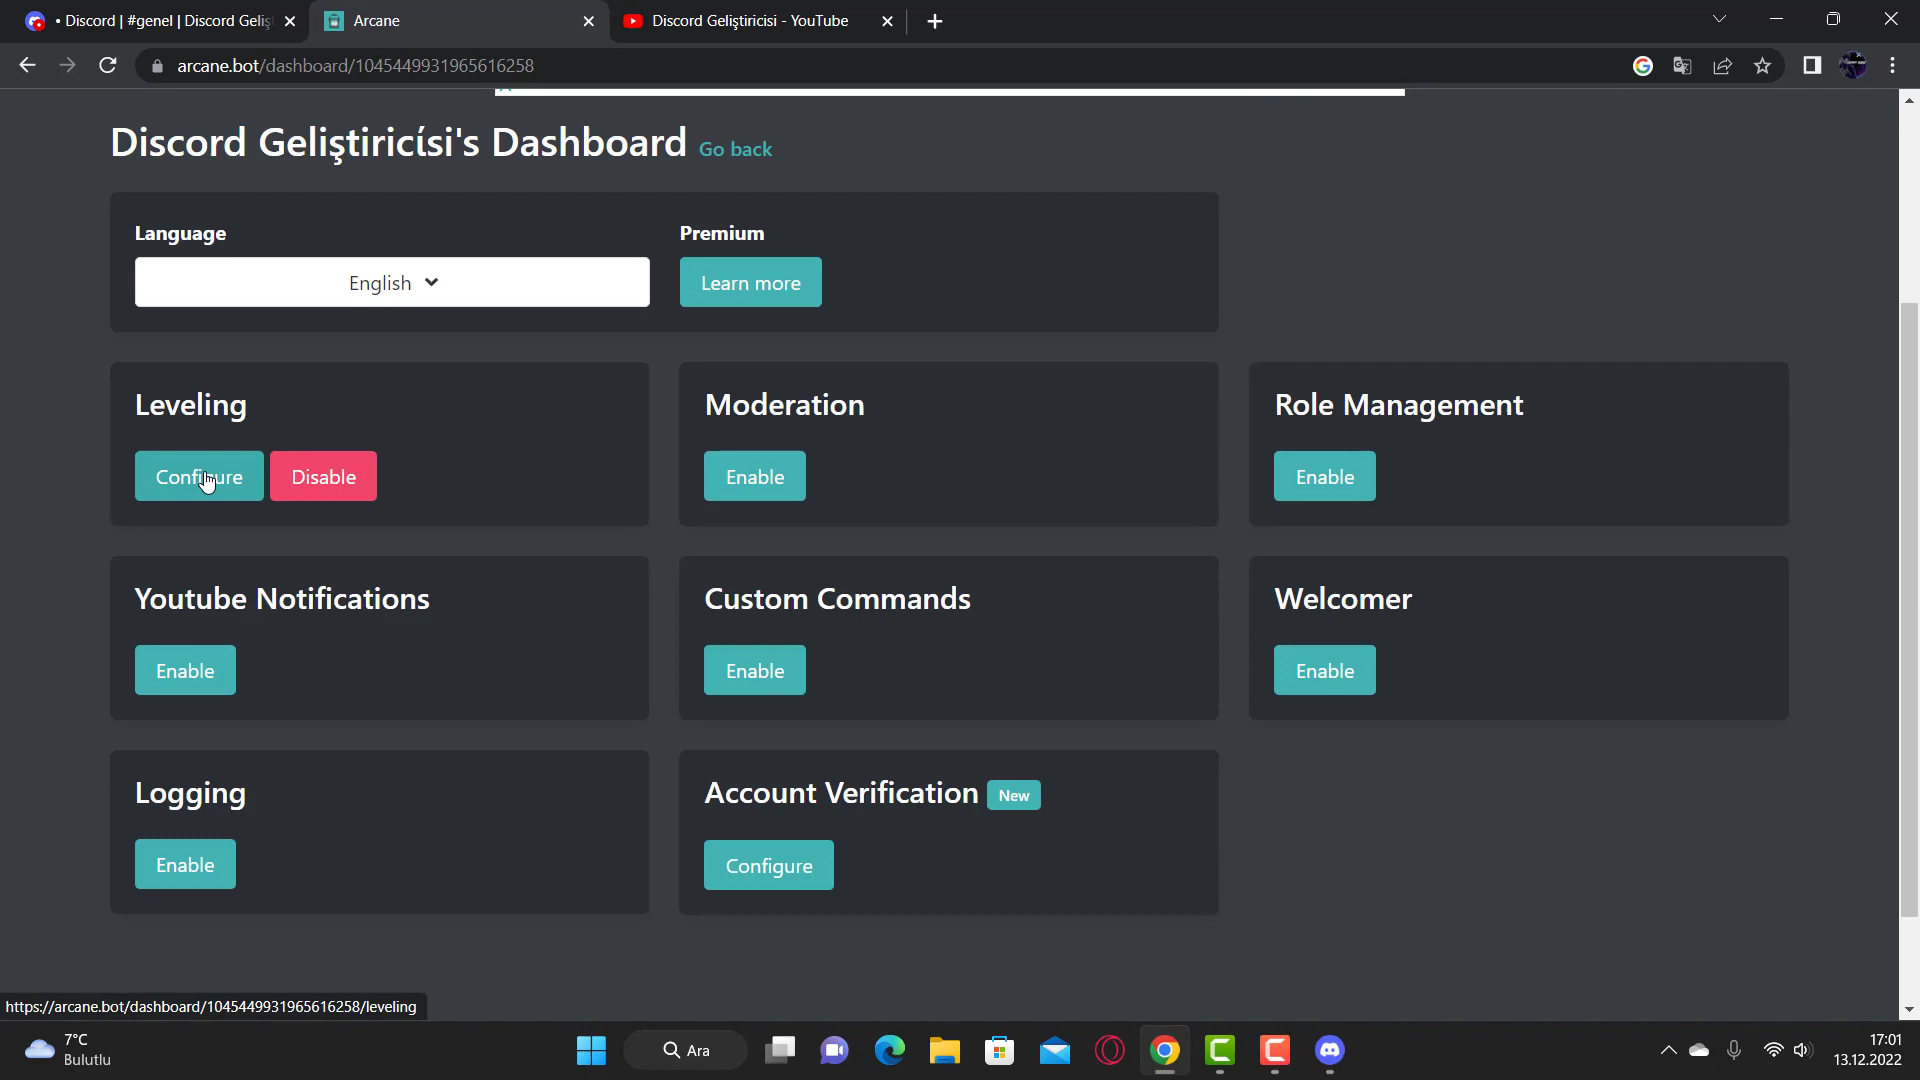 • Discord | #genel | Discord Geliş
Arcane
Discord Geliştiricisi - YouTube
arcane.bot/dashboard/1045449931965616258
Discord Geliştiricίsi's Dashboard Go back
Language
Premium
English
Learn more
Leveling
Moderation
Role Management
Configure
Disable
Enable
Enable
Youtube Notifications
Custom Commands
Welcomer
Enable
Enable
Enable
Logging
Account Verification New
Enable
Configure
https://arcane.bot/dashboard/1045449931965616258/leveling
7°C
Bulutlu
Ara
17:01
13.12.2022